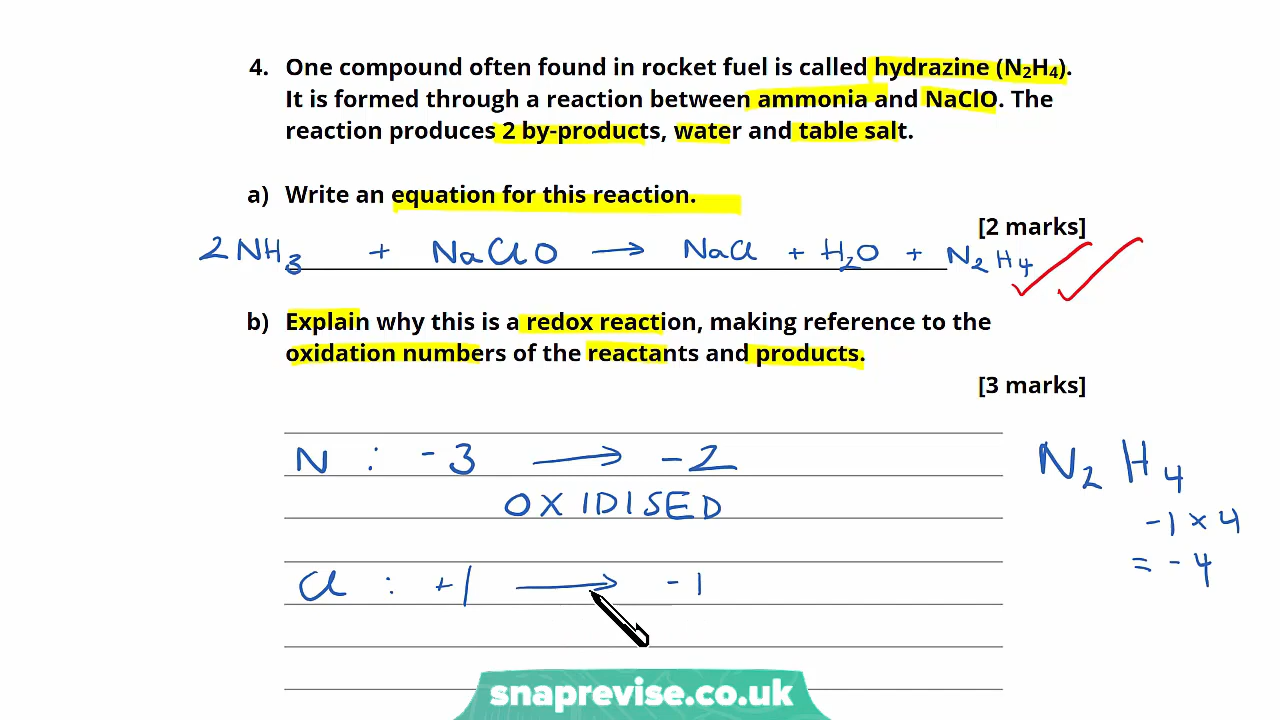 4. One compound often found in rocket fuel is called hydrazine (N₂H₄).
It is formed through a reaction between ammonia and NaClO. The
reaction produces 2 by-products, water and table salt.
a) Write an equation for this reaction.
[2 marks]
2NH₃ + NaClO → NaCl + H₂O + N₂H₄
b) Explain why this is a redox reaction, making reference to the
oxidation numbers of the reactants and products.
[3 marks]
N : -3 → -2
OXIDISED
Cl : +1 → -1
N₂H₄
-1 × 4
= -4
snaprevise.co.uk